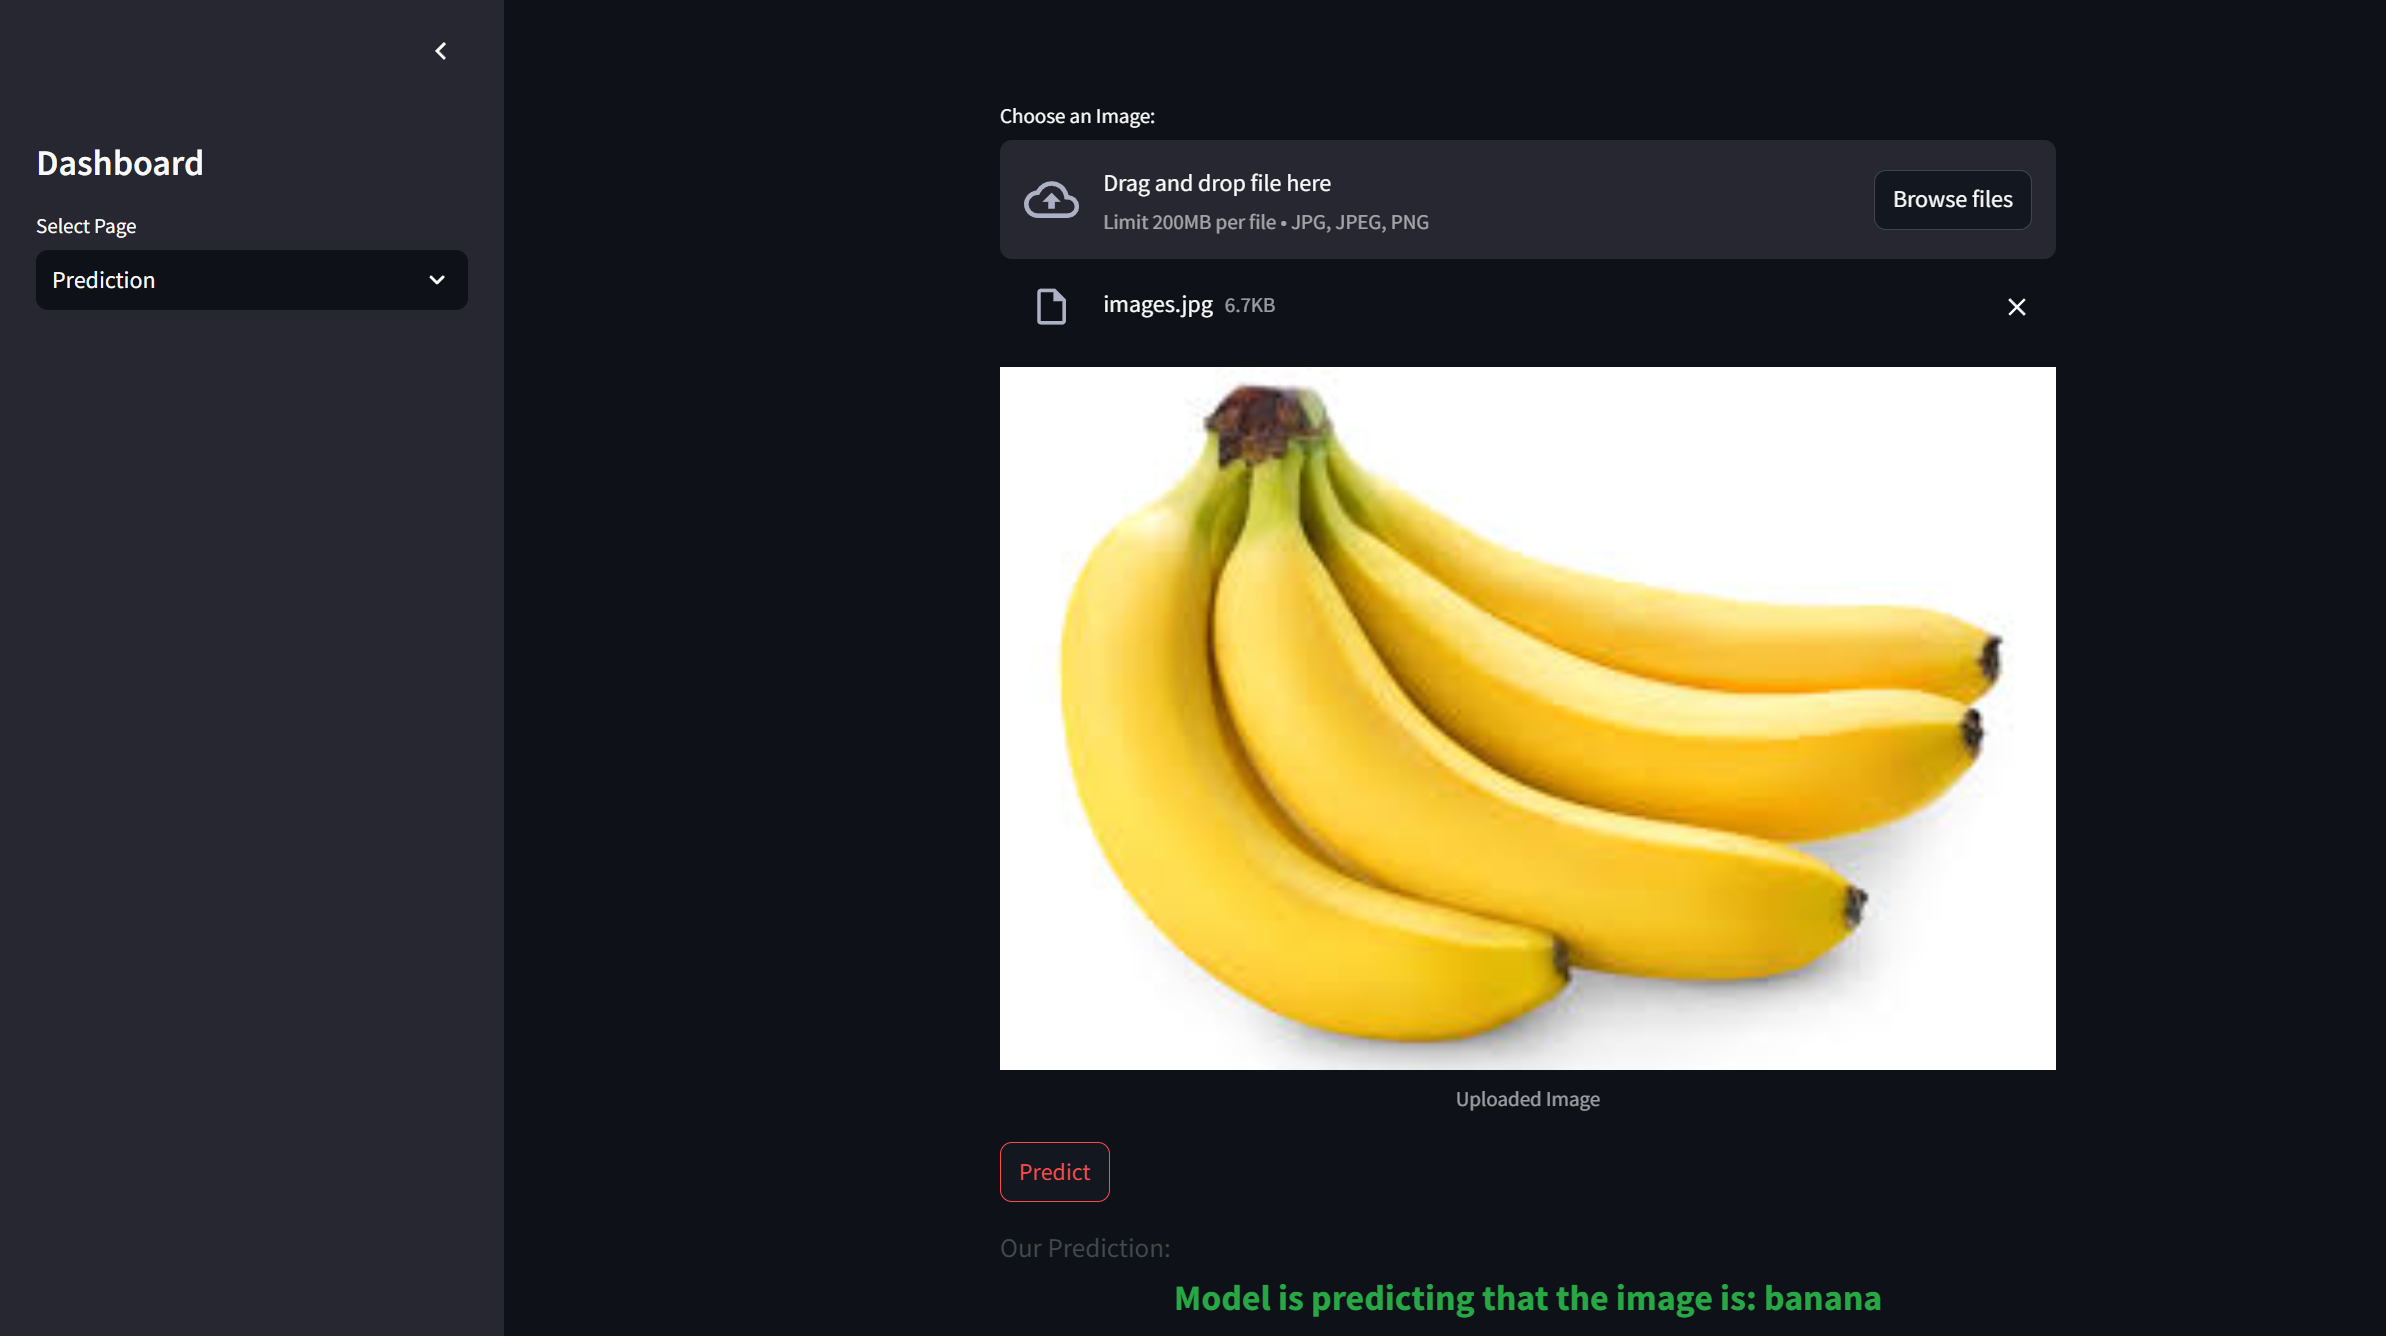 Dashboard
Select Page
Prediction
Choose an Image:
Drag and drop file here
Limit 200MB per file • JPG, JPEG, PNG
Browse files
images.jpg 6.7KB
Uploaded Image
Predict
Our Prediction:
Model is predicting that the image is: banana